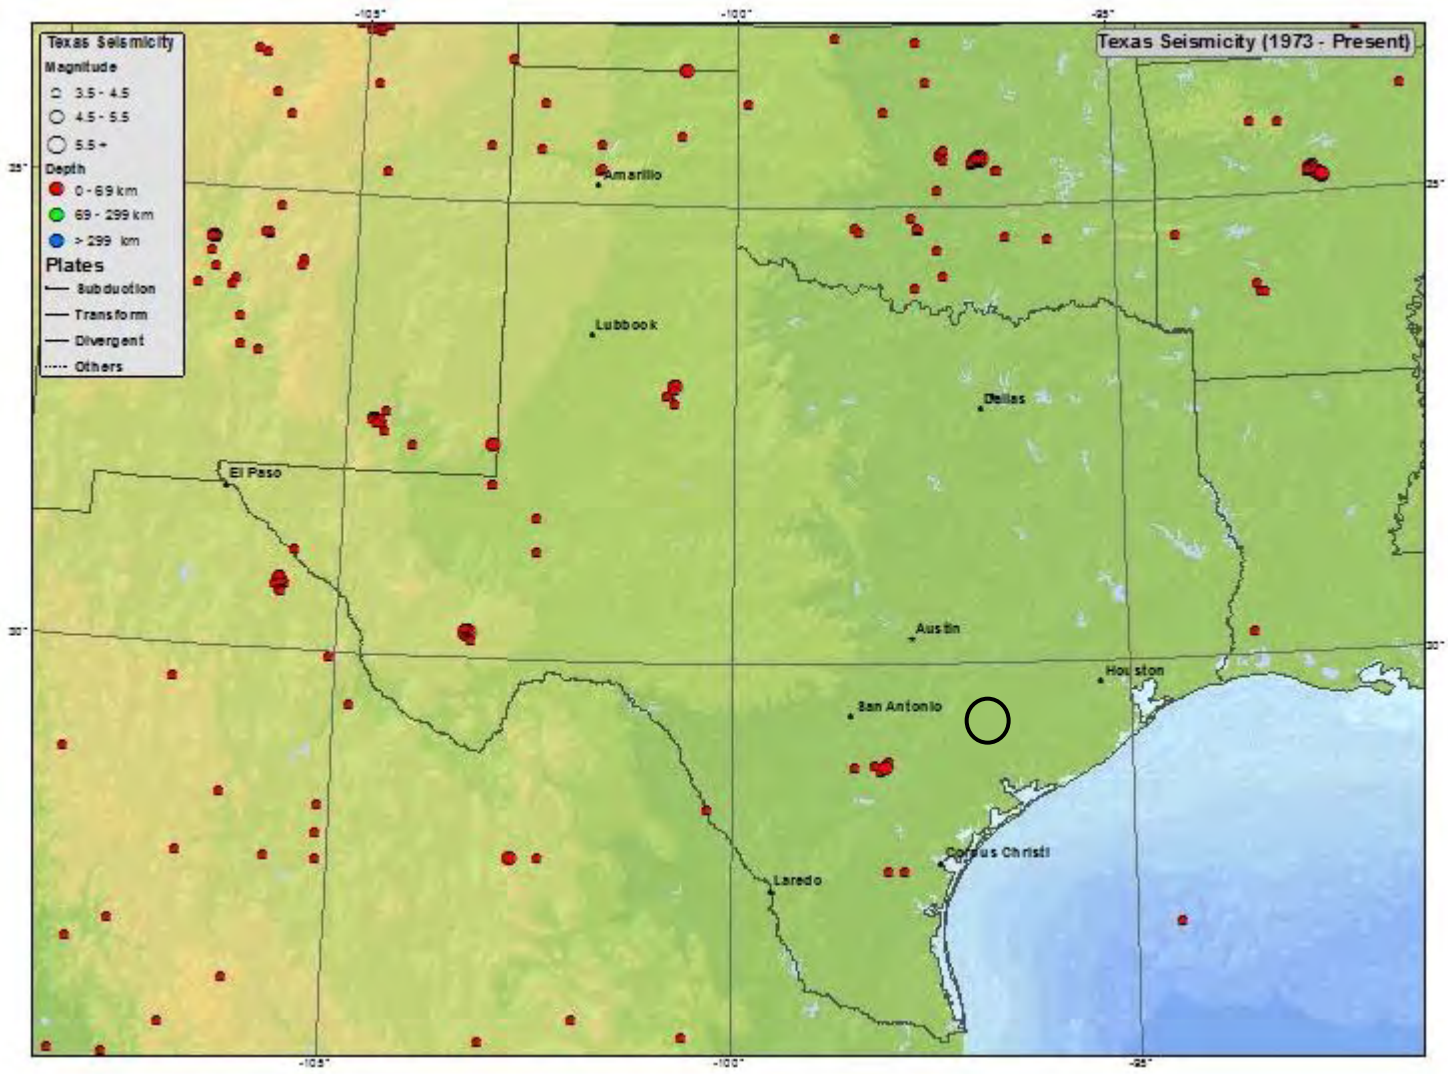 -105°
-100°
-95°
Texas Seismicity
Magnitude
3.5 - 4.5
4.5 - 5.5
5.5 +
Depth
0 - 69 km
69 - 299 km
> 299 km
Plates
Subduction
Transform
Divergent
Others
Texas Seismicity (1973 - Present)
35°
35°
Amarillo
Lubbock
Dallas
El Paso
Austin
30°
30°
Houston
San Antonio
Corpus Christi
Laredo
-105°
-100°
-95°